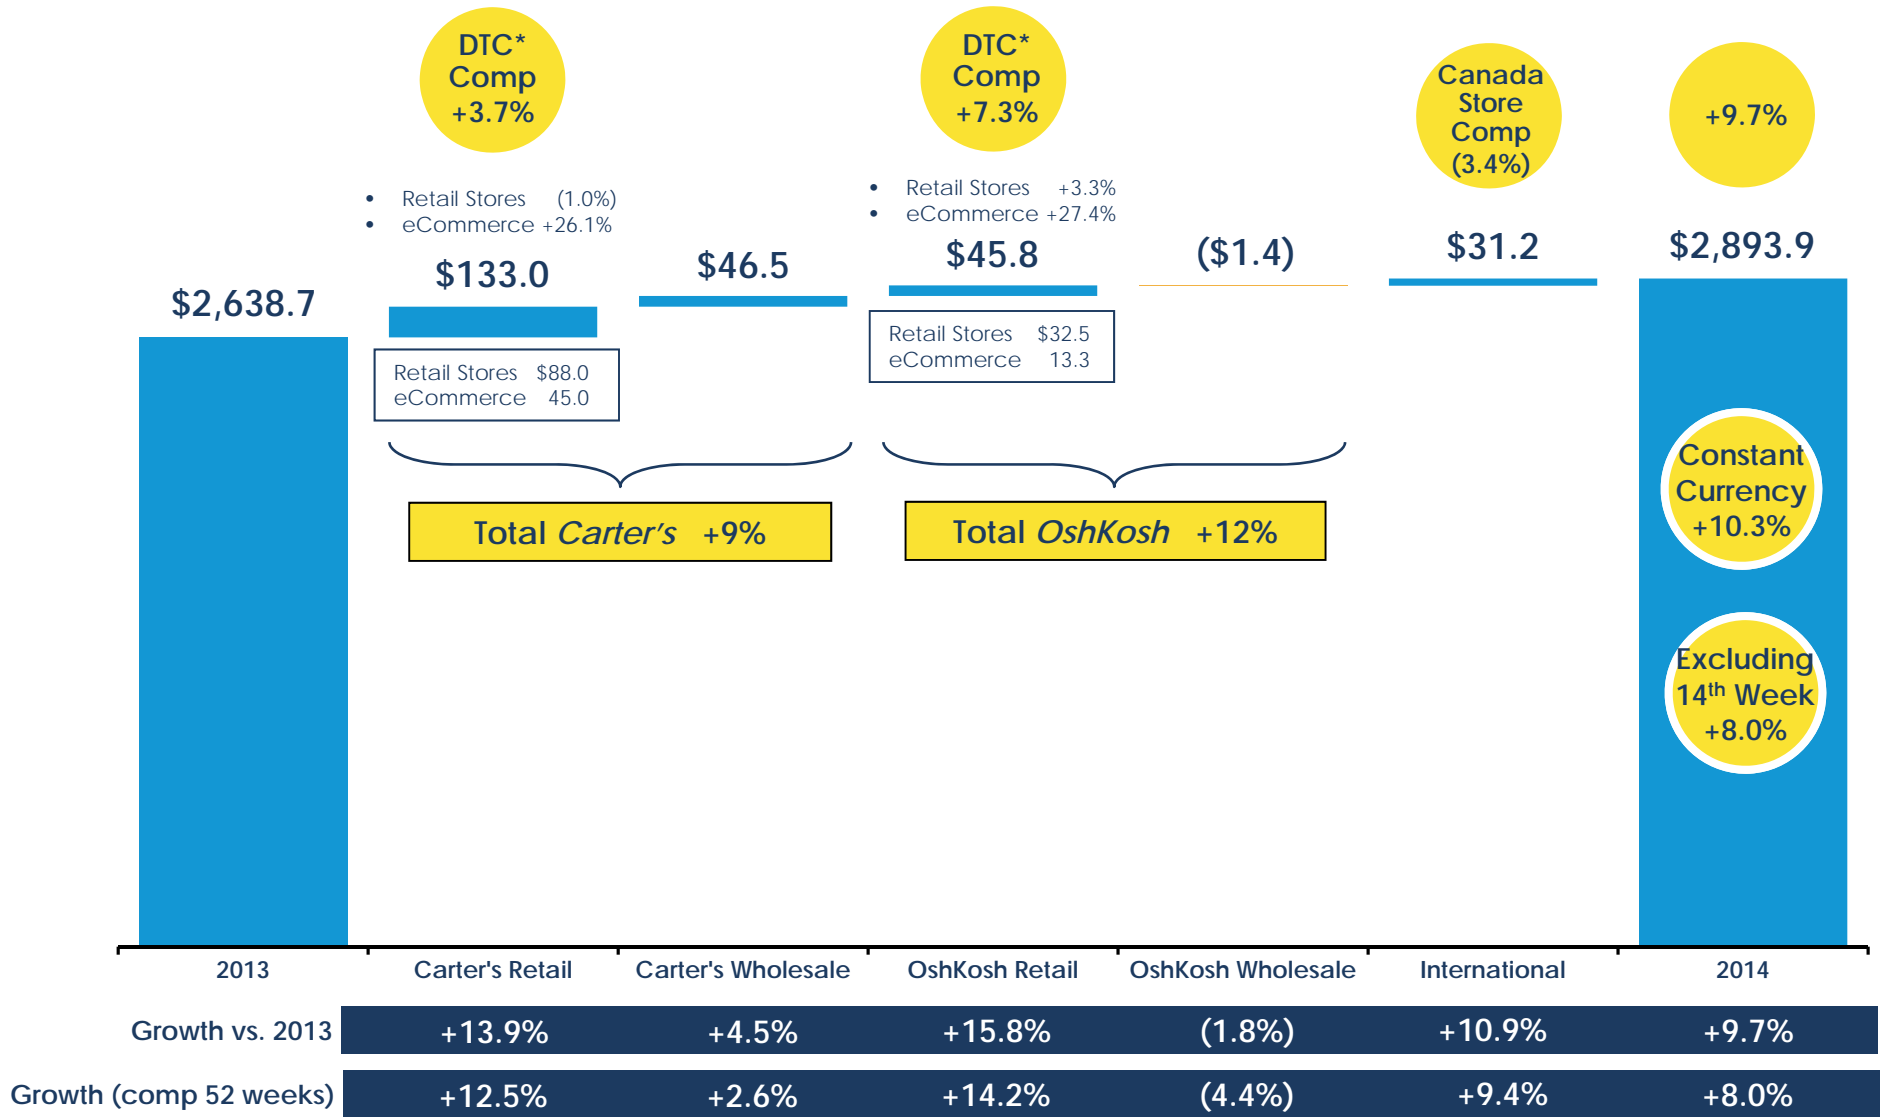 DTC*
Comp
+3.7%
DTC*
Comp
+7.3%
Canada
Store
Comp
(3.4%)
+9.7%
• Retail Stores (1.0%)
• eCommerce +26.1%
• Retail Stores +3.3%
• eCommerce +27.4%
$2,638.7
$133.0
$46.5
$45.8
($1.4)
$31.2
$2,893.9
Retail Stores $88.0
eCommerce 45.0
Retail Stores $32.5
eCommerce 13.3
Total Carter's +9%
Total OshKosh +12%
Constant
Currency
+10.3%
Excluding
14th Week
+8.0%
2013 Carter's Retail Carter's Wholesale OshKosh Retail OshKosh Wholesale International 2014
Growth vs. 2013 +13.9% +4.5% +15.8% (1.8%) +10.9% +9.7%
Growth (comp 52 weeks) +12.5% +2.6% +14.2% (4.4%) +9.4% +8.0%